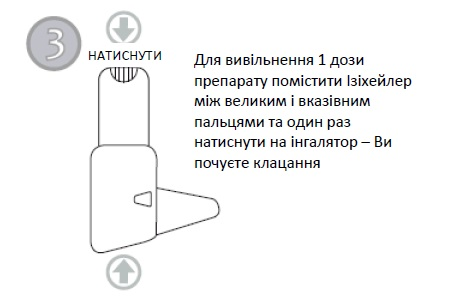 3
НАТИСНУТИ
Для вивільнення 1 дози
препарату помістити Ізіхейлер
між великим і вказівним
пальцями та один раз
натиснути на інгалятор – Ви
почуєте клацання